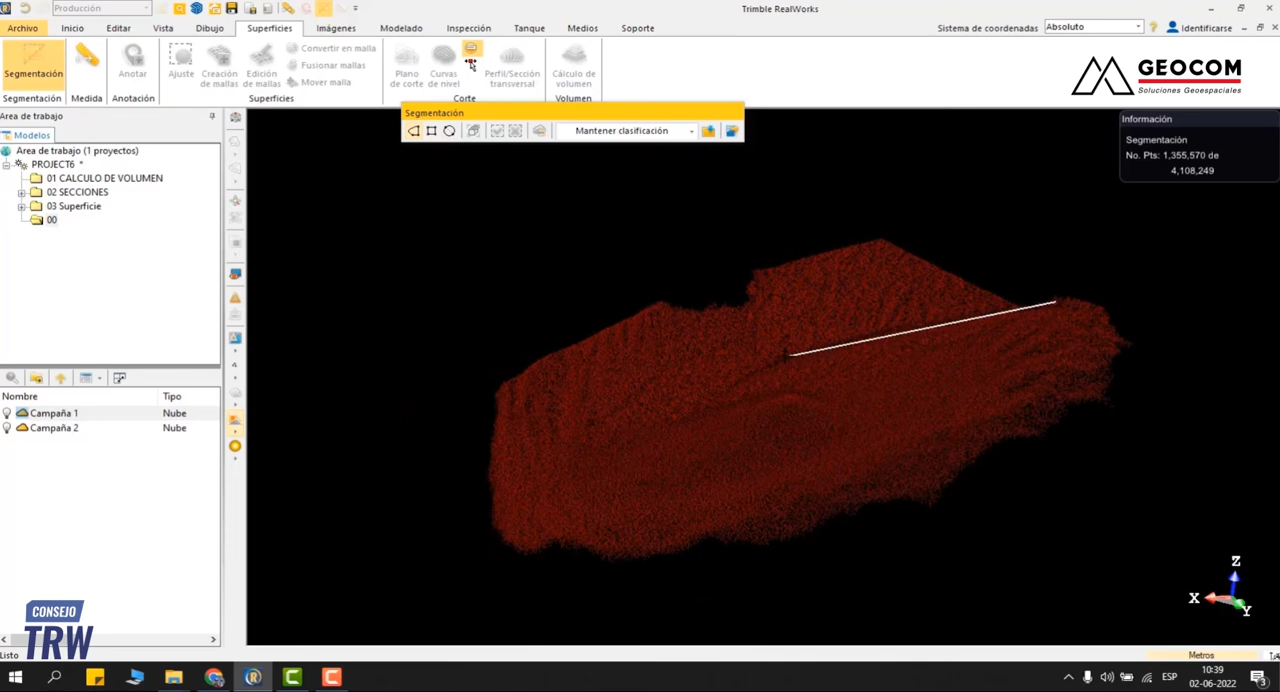 Producción
Trimble RealWorks
Archivo Inicio Editar Vista Dibujo Superficies Imágenes Modelado Inspección Tanque Medios Soporte
Sistema de coordenadas Absoluto Identificarse
Segmentación
Anotar
Ajuste
Creación de mallas
Edición de mallas
Convertir en malla
Fusionar mallas
Mover malla
Plano de corte
Curvas de nivel
Perfil/Sección transversal
Cálculo de volumen
Segmentación Medida Anotación Superficies Corte Volumen
GEOCOM
Soluciones Geoespaciales
Segmentación
Mantener clasificación
Area de trabajo
Modelos
Area de trabajo (1 proyectos)
PROJECT6 *
01 CALCULO DE VOLUMEN
02 SECCIONES
03 Superficie
00
Información
Segmentación
No. Pts: 1,355,570 de
4,108,249
Nombre Tipo
Campaña 1 Nube
Campaña 2 Nube
Z
X
Y
CONSEJO
TRW
Listo
Metros
ESP
10:39
02-06-2022
3